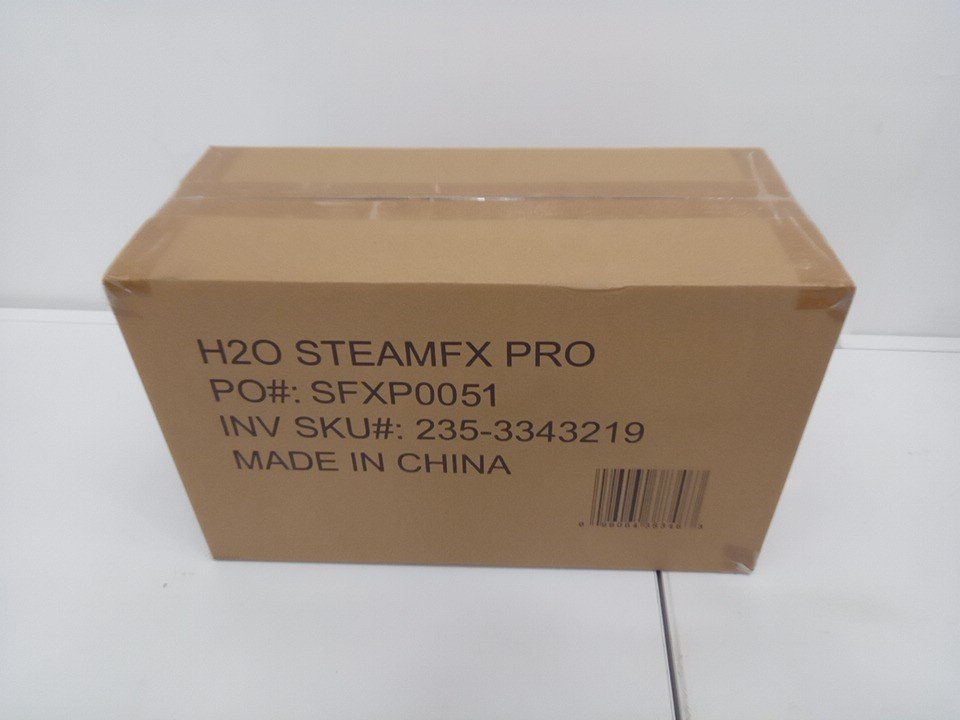 H2O STEAMFX PRO
PO#: SFXP0051
INV SKU#: 235-3343219
MADE IN CHINA